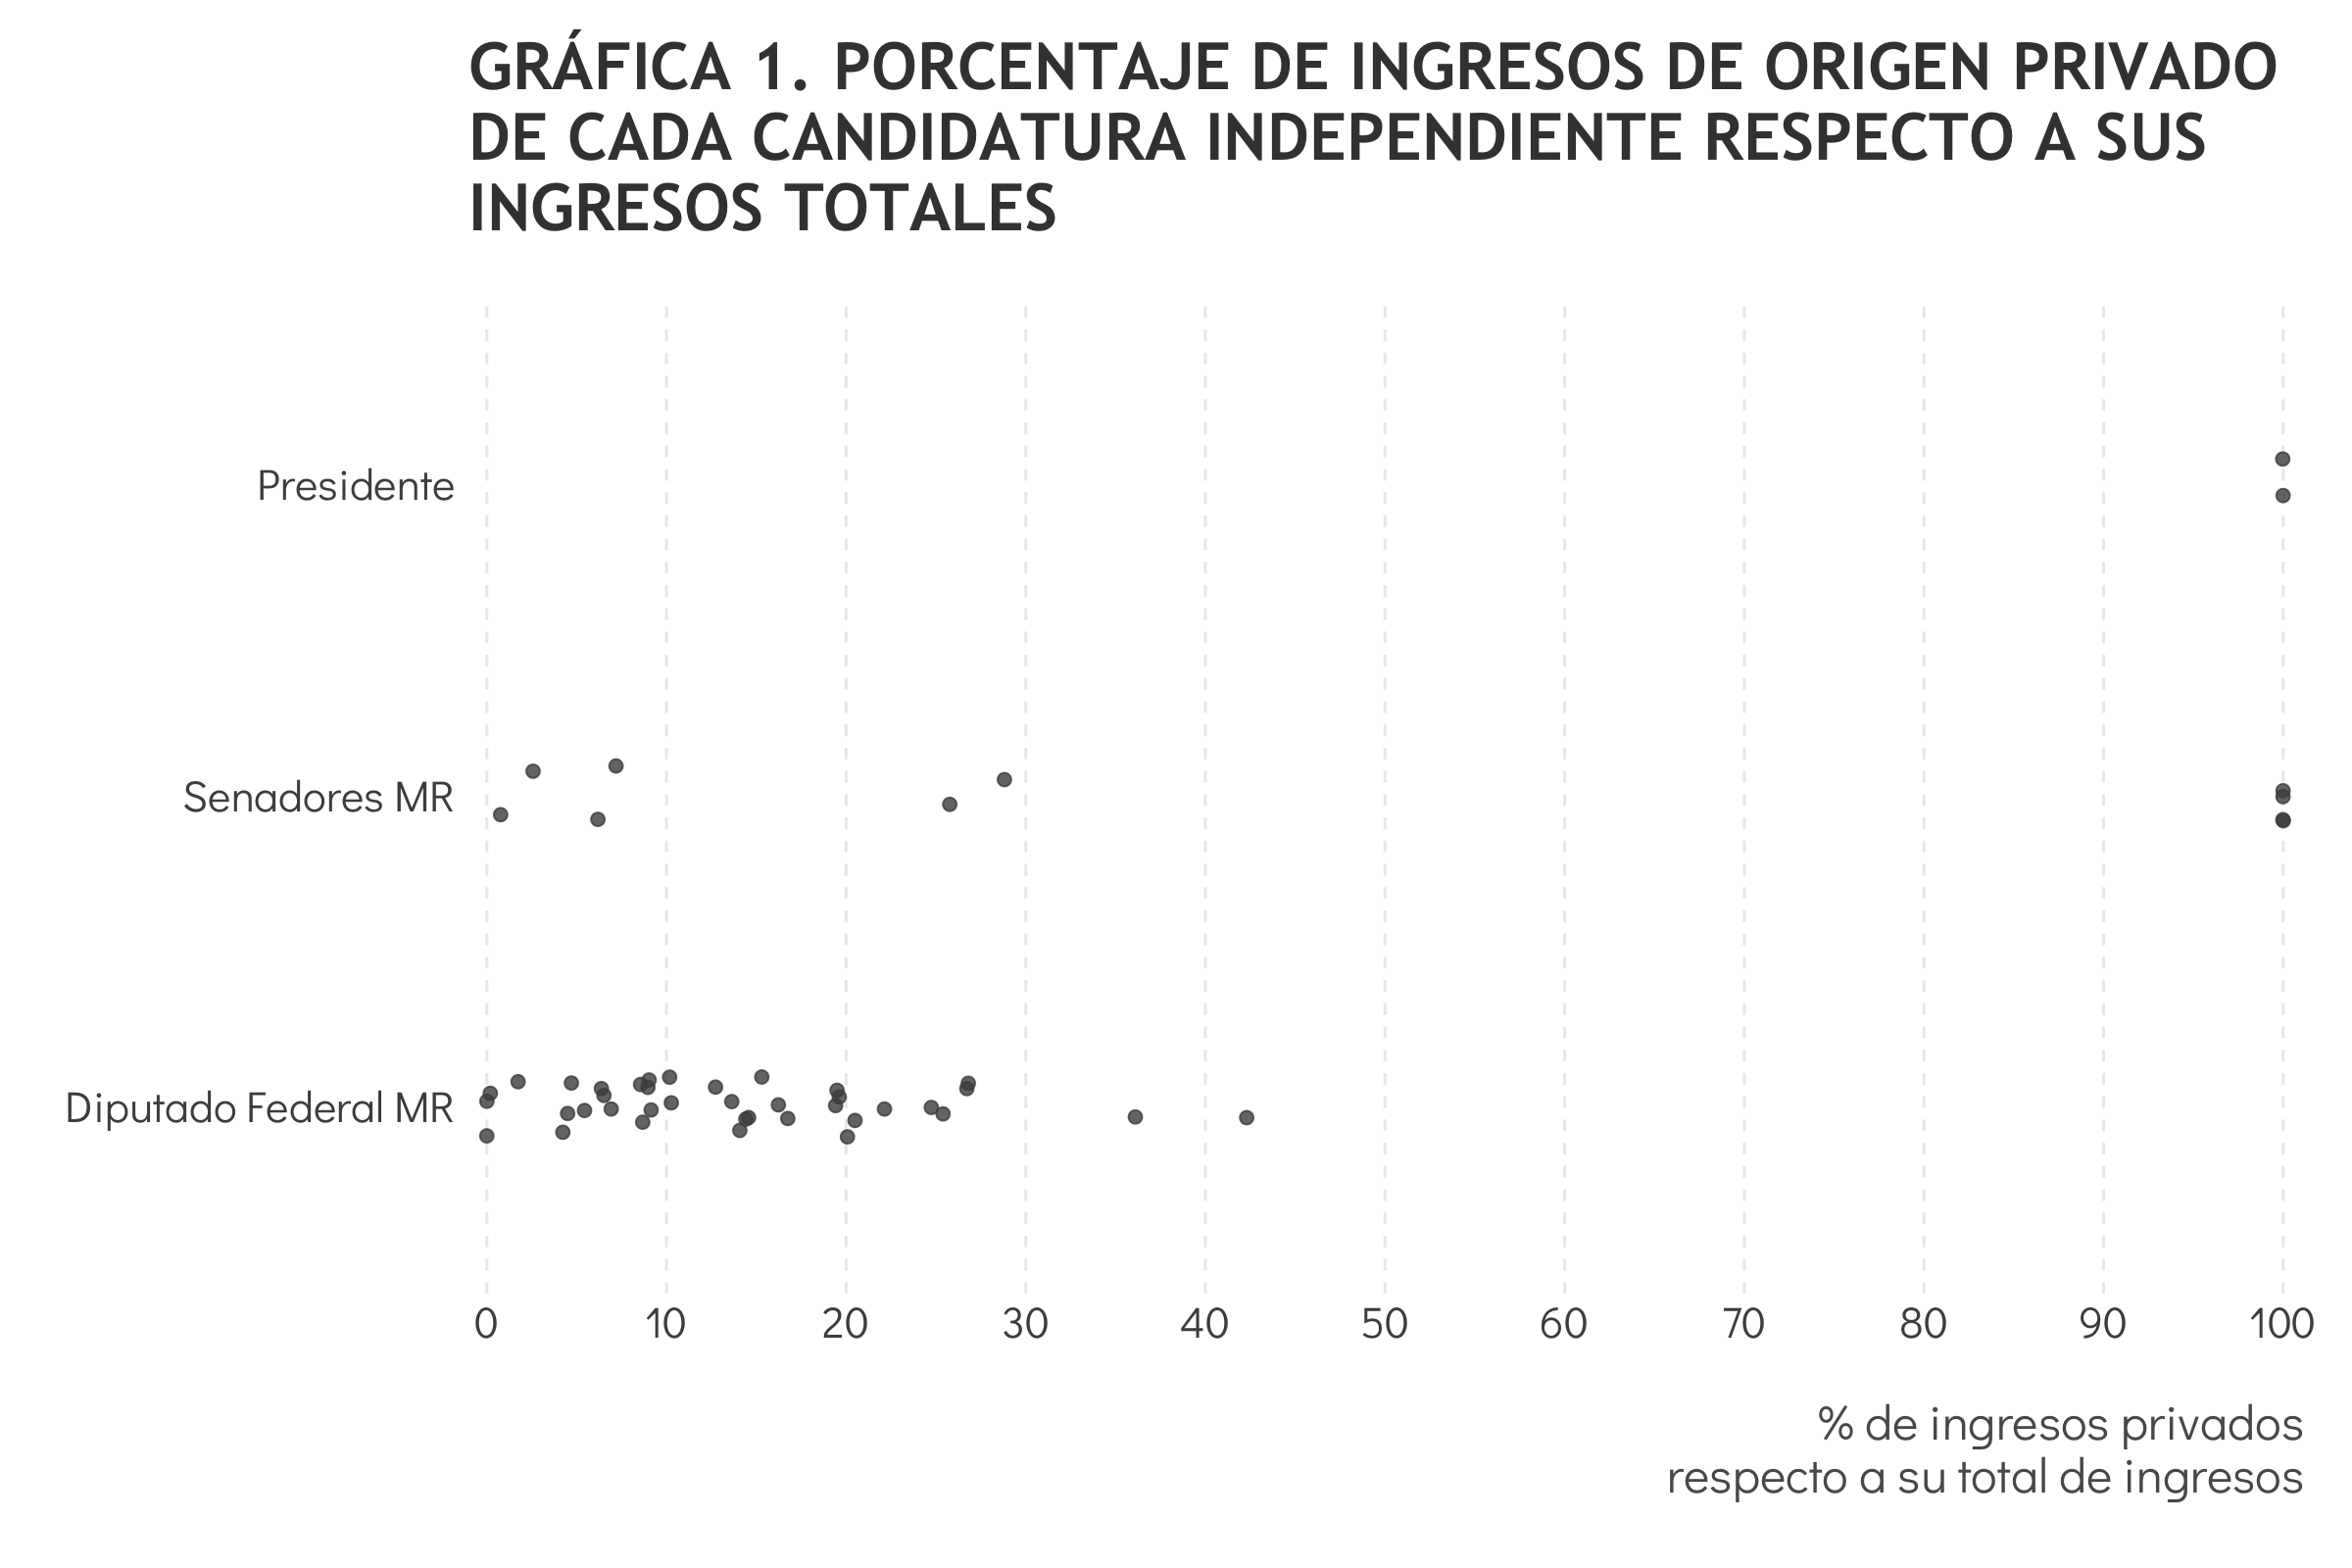 GRÁFICA 1. PORCENTAJE DE INGRESOS DE ORIGEN PRIVADO
DE CADA CANDIDATURA INDEPENDIENTE RESPECTO A SUS
INGRESOS TOTALES
Presidente
Senadores MR
Diputado Federal MR
0 10 20 30 40 50 60 70 80 90 100
% de ingresos privados
respecto a su total de ingresos